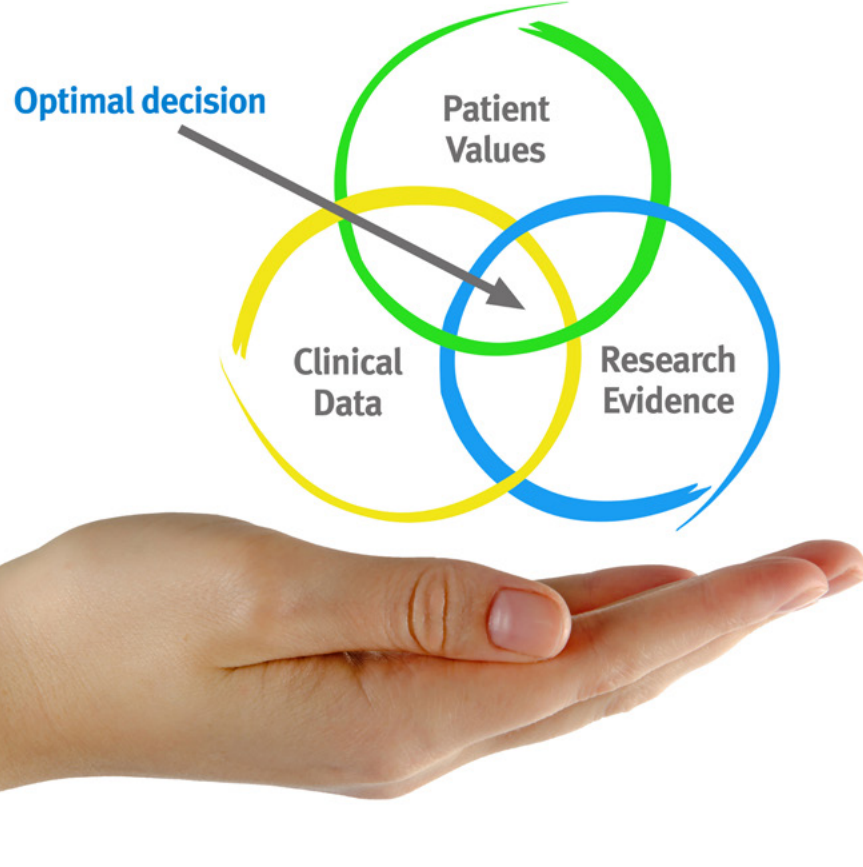 Optimal decision
Patient
Values
Clinical
Data
Research
Evidence